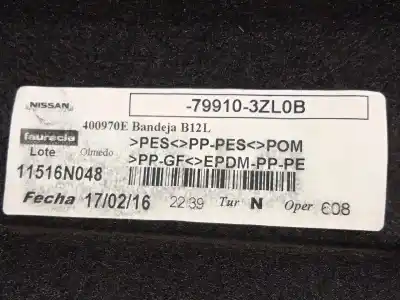 NISSAN
-79910-3ZL0B
400970E Bandeja B12L
faurecia
>PES<>PP-PES<>POM
Lote Olmedo
>PP-GF<>EPDM-PP-PE
11516N048
Fecha 17/02/16 22:39 Tur N Oper 608